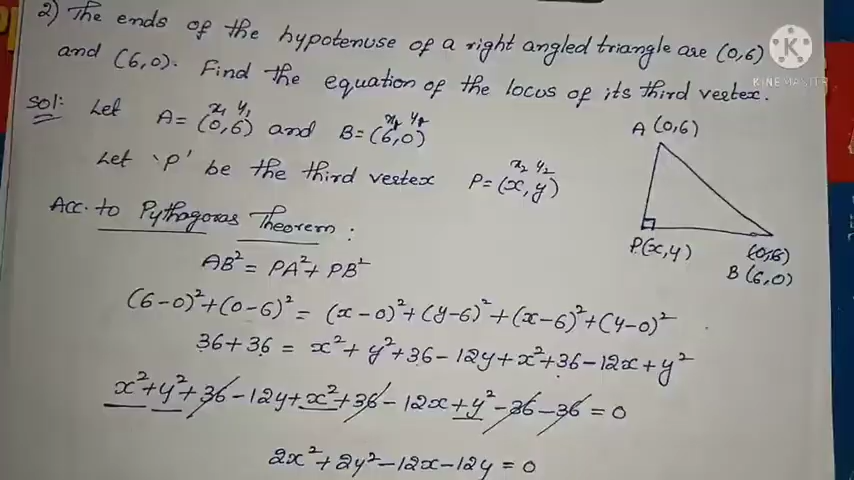 2) The ends of the hypotenuse of a right angled triangle are (0,6)
and (6,0). Find the equation of the locus of its third vertex.
Sol: Let A = (0,6) and B = (6,0)
x₁ y₁
Let 'P' be the third vertex P = (x,y)
x₂ y₂
A (0,6)
P(x,y)
(0,6)
B (6,0)
Acc. to Pythagoras Theorem :
AB² = PA² + PB²
(6-0)² + (0-6)² = (x-0)² + (y-6)² + (x-6)² + (y-0)²
36+36 = x² + y² + 36 - 12y + x² + 36 - 12x + y²
x² + y² + 36 - 12y + x² + 36 - 12x + y² - 36 - 36 = 0
2x² + 2y² - 12x - 12y = 0
K
KINEMASTER